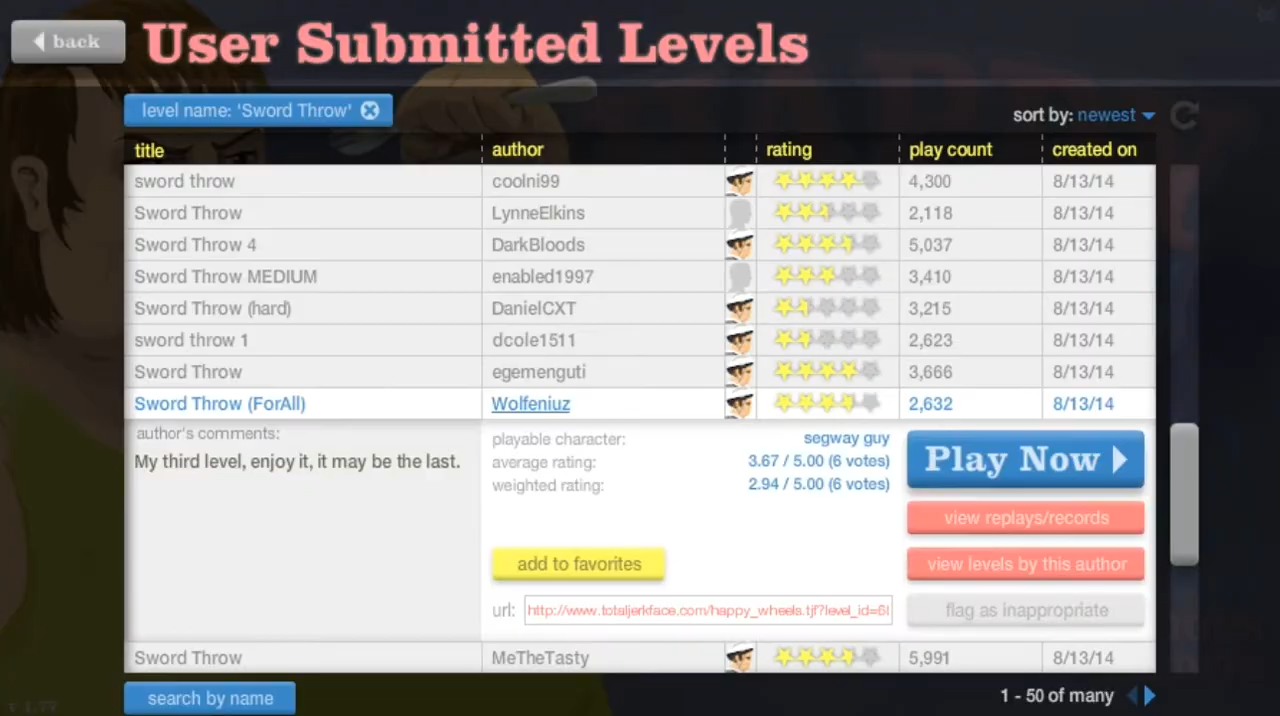 back
User Submitted Levels
level name: 'Sword Throw'
sort by: newest
title author rating play count created on
sword throw coolni99 4,300 8/13/14
Sword Throw LynneElkins 2,118 8/13/14
Sword Throw 4 DarkBloods 5,037 8/13/14
Sword Throw MEDIUM enabled1997 3,410 8/13/14
Sword Throw (hard) DanielCXT 3,215 8/13/14
sword throw 1 dcole1511 2,623 8/13/14
Sword Throw egemenguti 3,666 8/13/14
Sword Throw (ForAll) Wolfeniuz 2,632 8/13/14
author's comments:
My third level, enjoy it, it may be the last.
playable character: segway guy
average rating: 3.67 / 5.00 (6 votes)
weighted rating: 2.94 / 5.00 (6 votes)
Play Now
view replays/records
add to favorites
view levels by this author
url: http://www.totaljerkface.com/happy_wheels.tjf?level_id=6
flag as inappropriate
Sword Throw MeTheTasty 5,991 8/13/14
search by name
1 - 50 of many
v 1.77